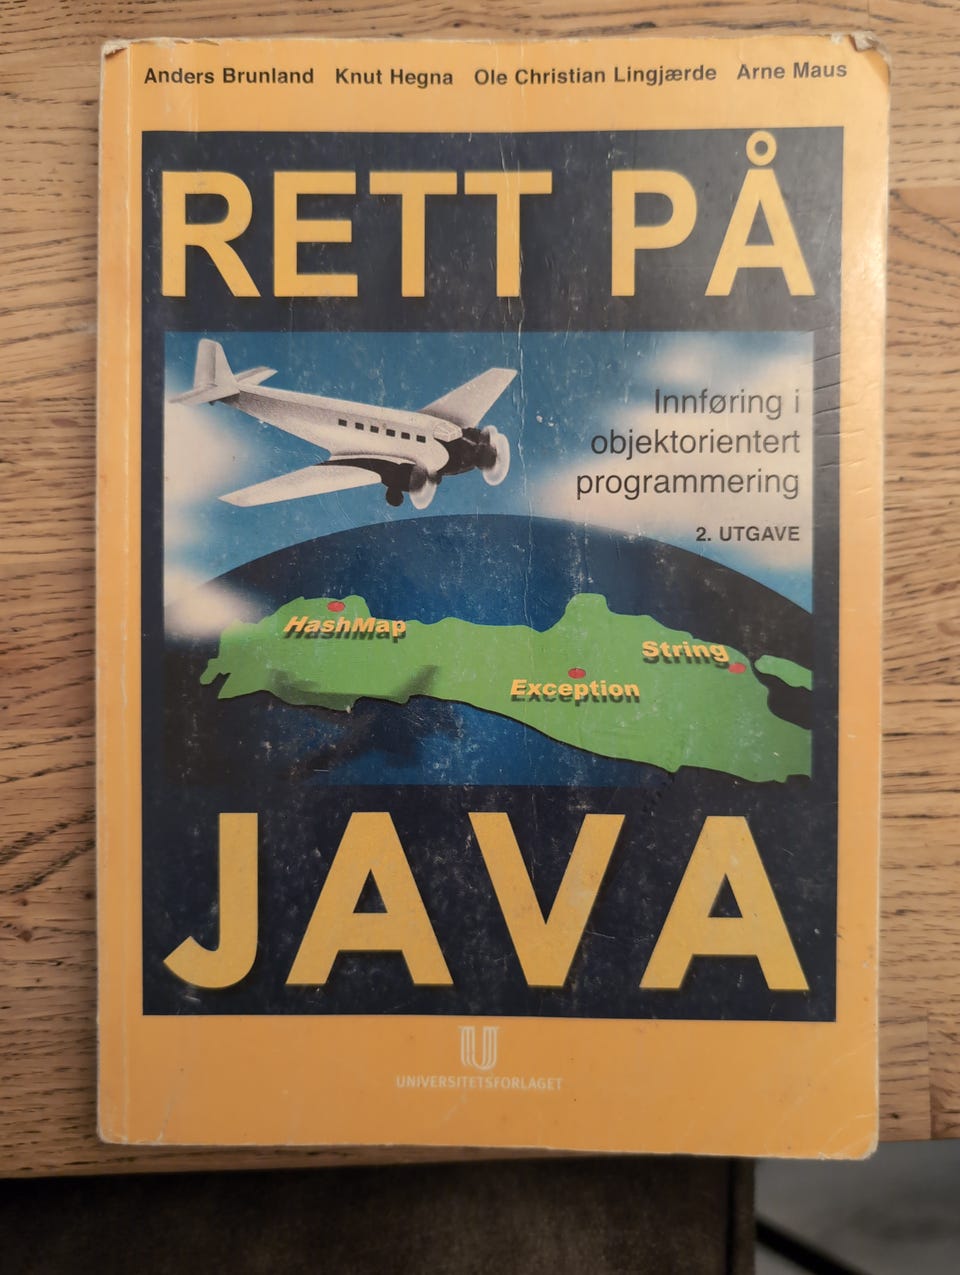 Anders Brunland Knut Hegna Ole Christian Lingjærde Arne Maus
RETT PÅ
Innføring i
objektorientert
programmering
2. UTGAVE
HashMap
String
Exception
JAVA
UNIVERSITETSFORLAGET